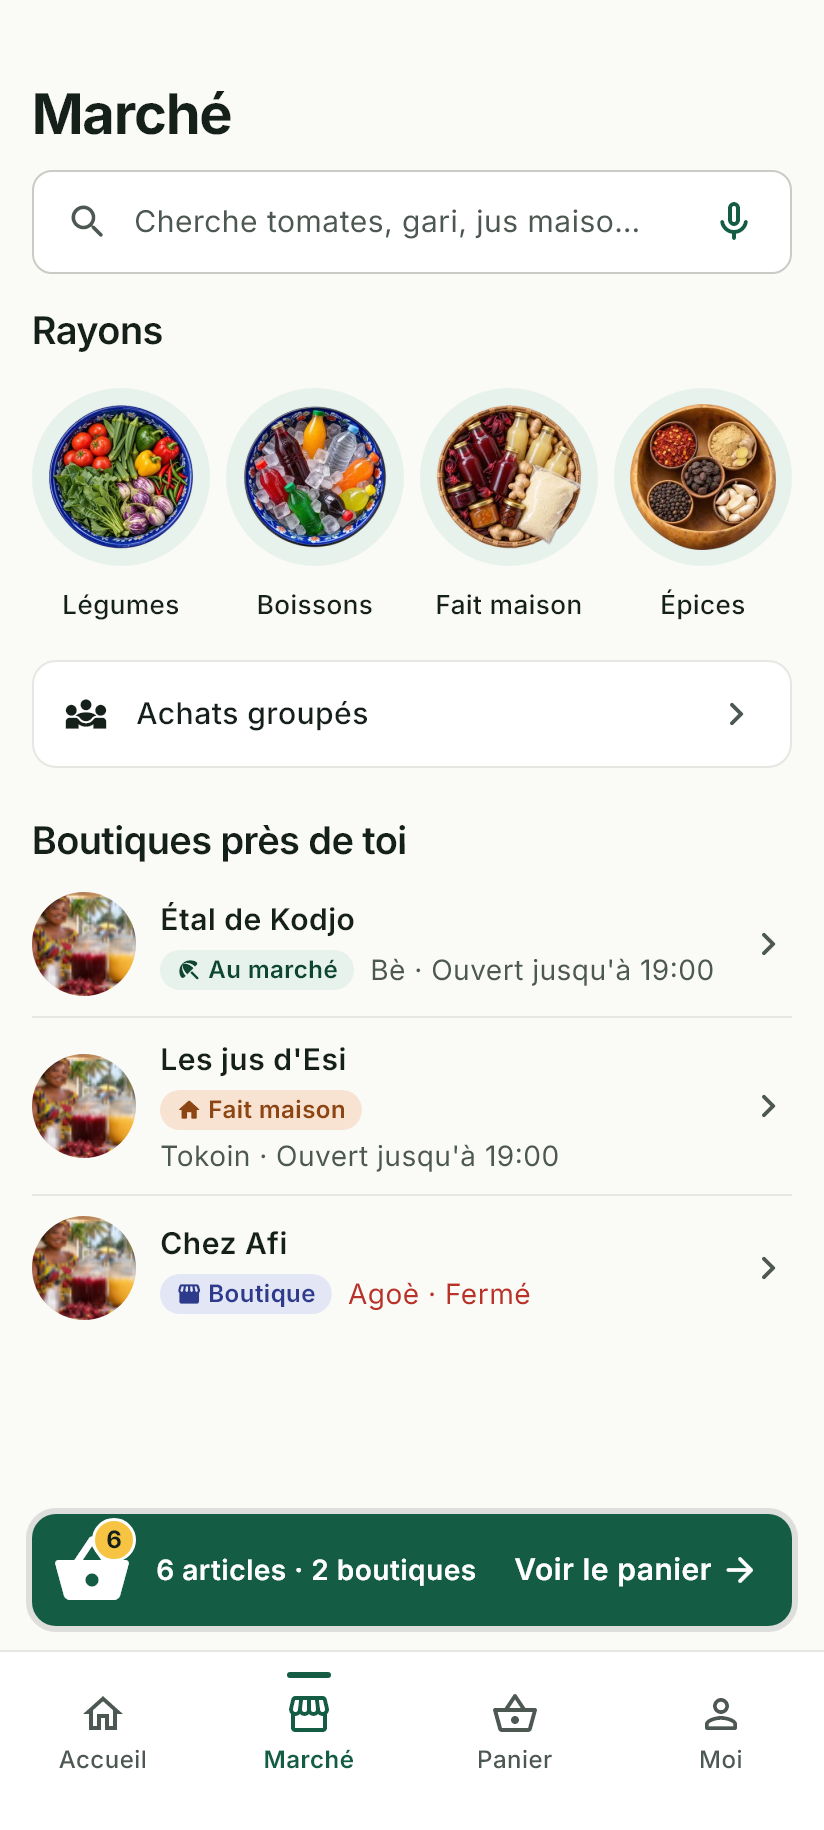 Marché
Cherche tomates, gari, jus maiso...
Rayons
Légumes
Boissons
Fait maison
Épices
Achats groupés
Boutiques près de toi
Étal de Kodjo
Au marché Bè · Ouvert jusqu'à 19:00
Les jus d'Esi
Fait maison
Tokoin · Ouvert jusqu'à 19:00
Chez Afi
Boutique Agoè · Fermé
6
6 articles · 2 boutiques Voir le panier →
Accueil
Marché
Panier
Moi